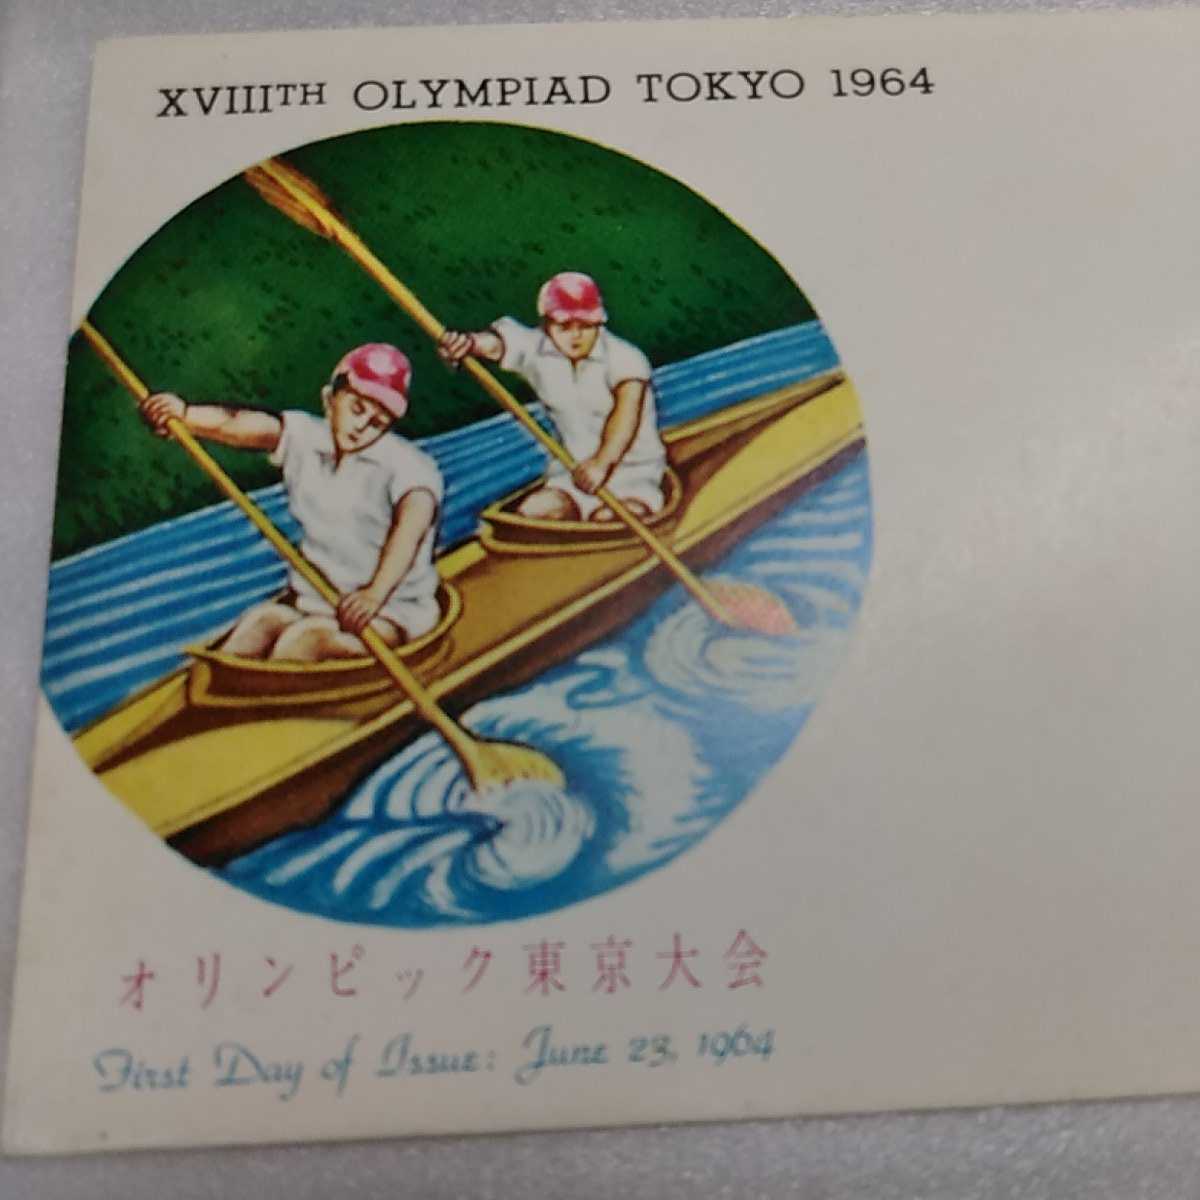 XVIIITH OLYMPIAD TOKYO 1964
オリンピック東京大会
First Day of Issue: June 23, 1964